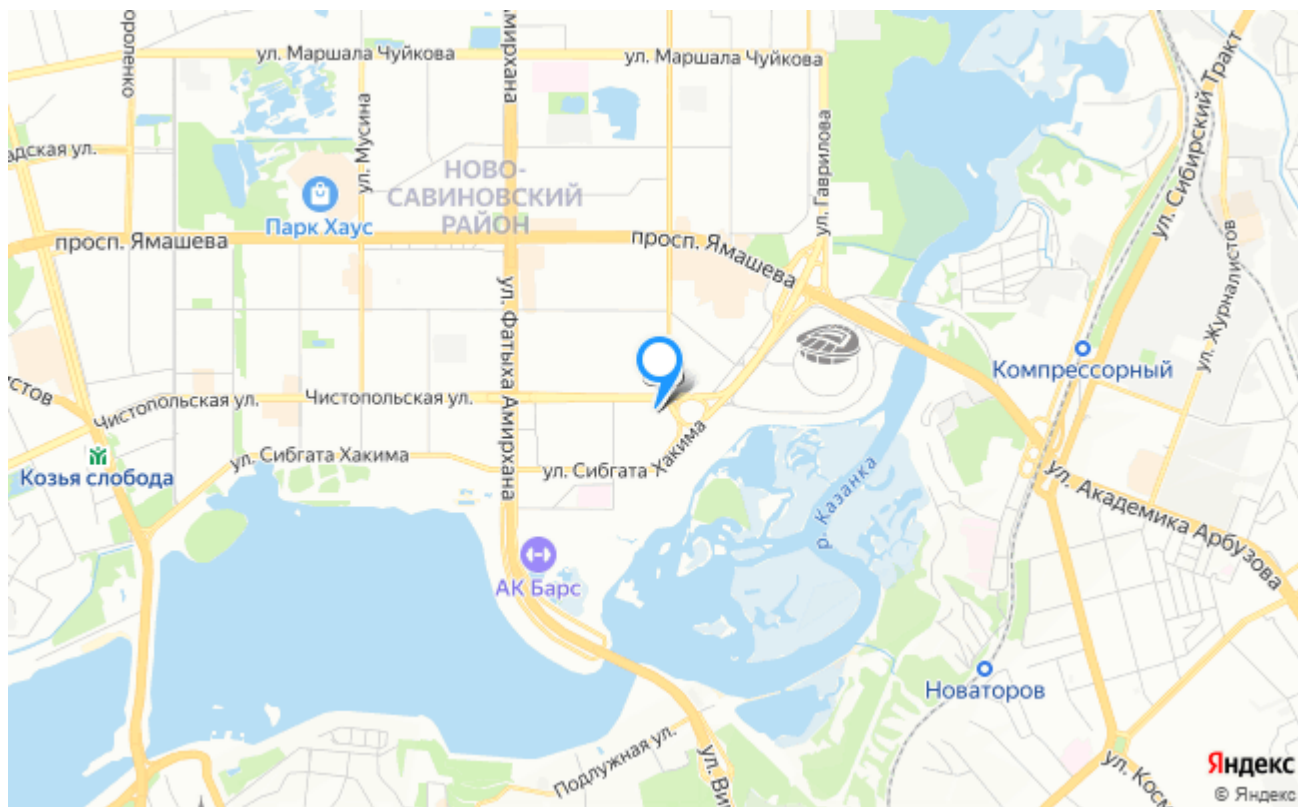 ороленко
ул. Маршала Чуйкова
ул. Маршала Чуйкова
Амирхана
ул. Мусина
адская ул.
ул. Гаврилова
ул. Сибирский Тракт
НОВО-
САВИНОВСКИЙ
РАЙОН
Парк Хаус
просп. Ямашева
просп. Ямашева
ул. Журналистов
ул. Фатыха Амирхана
Компрессорный
истов
Чистопольская ул.
Чистопольская ул.
ул. Сибгата Хакима
ул. Сибгата Хакима
Козья слобода
р. Казанка
ул. Академика Арбузова
АК Барс
Новаторов
Подлужная ул.
ул. Ви
ул. Косм
Яндекс
© Яндекс